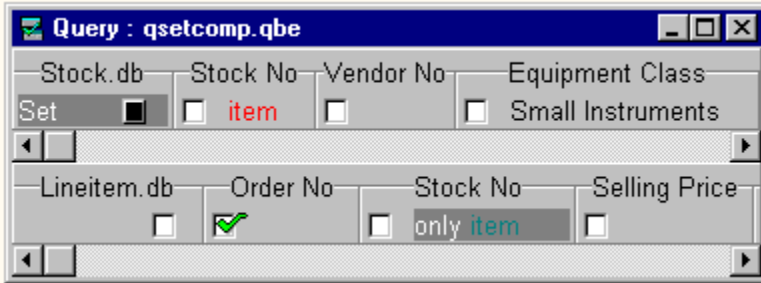 Query : qsetcomp.qbe
Stock.db Stock No Vendor No Equipment Class
Set item Small Instruments
Lineitem.db Order No Stock No Selling Price
only item